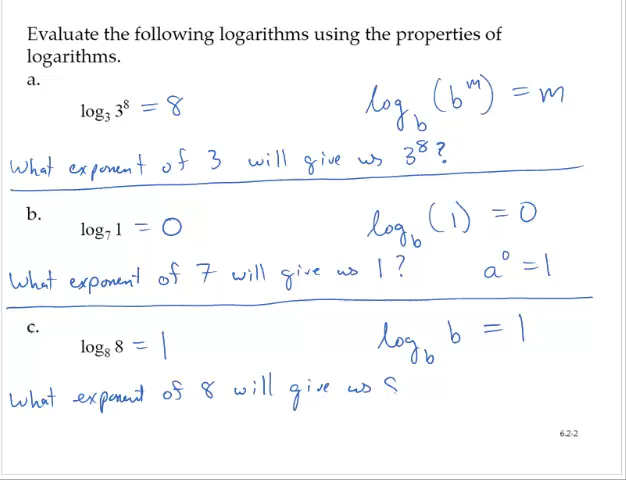 Evaluate the following logarithms using the properties of
logarithms.
a.
log₃ 3⁸ = 8 log_b (b^m) = m
What exponent of 3 will give us 3⁸?
b.
log₇ 1 = 0 log_b (1) = 0
What exponent of 7 will give us 1? a⁰ = 1
c.
log₈ 8 = 1 log_b b = 1
What exponent of 8 will give us
6.2-2